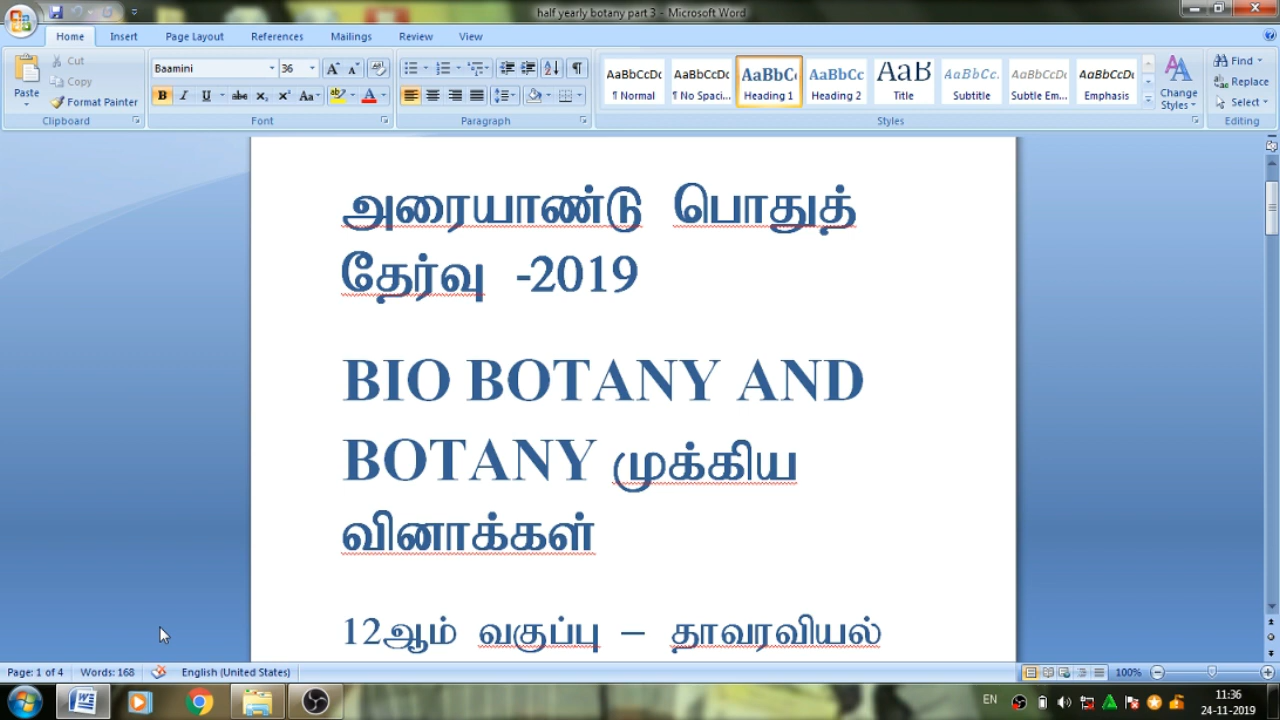 half yearly botany part 3 - Microsoft Word
Home Insert Page Layout References Mailings Review View
Paste Cut Copy Format Painter
Baamini 36
AaBbCcDc AaBbCcDc AaBbC AaBbCc AaB AaBbCc. AaBbCcDc AaBbCcDc
¶ Normal ¶ No Spaci... Heading 1 Heading 2 Title Subtitle Subtle Em... Emphasis
Change Styles
Find Replace Select
Clipboard Font Paragraph Styles Editing
அரையாண்டு பொதுத்
தேர்வு -2019
BIO BOTANY AND
BOTANY முக்கிய
வினாக்கள்
12ஆம் வகுப்பு – தாவரவியல்
Page: 1 of 4 Words: 168 English (United States) 100%
EN 11:36
24-11-2019